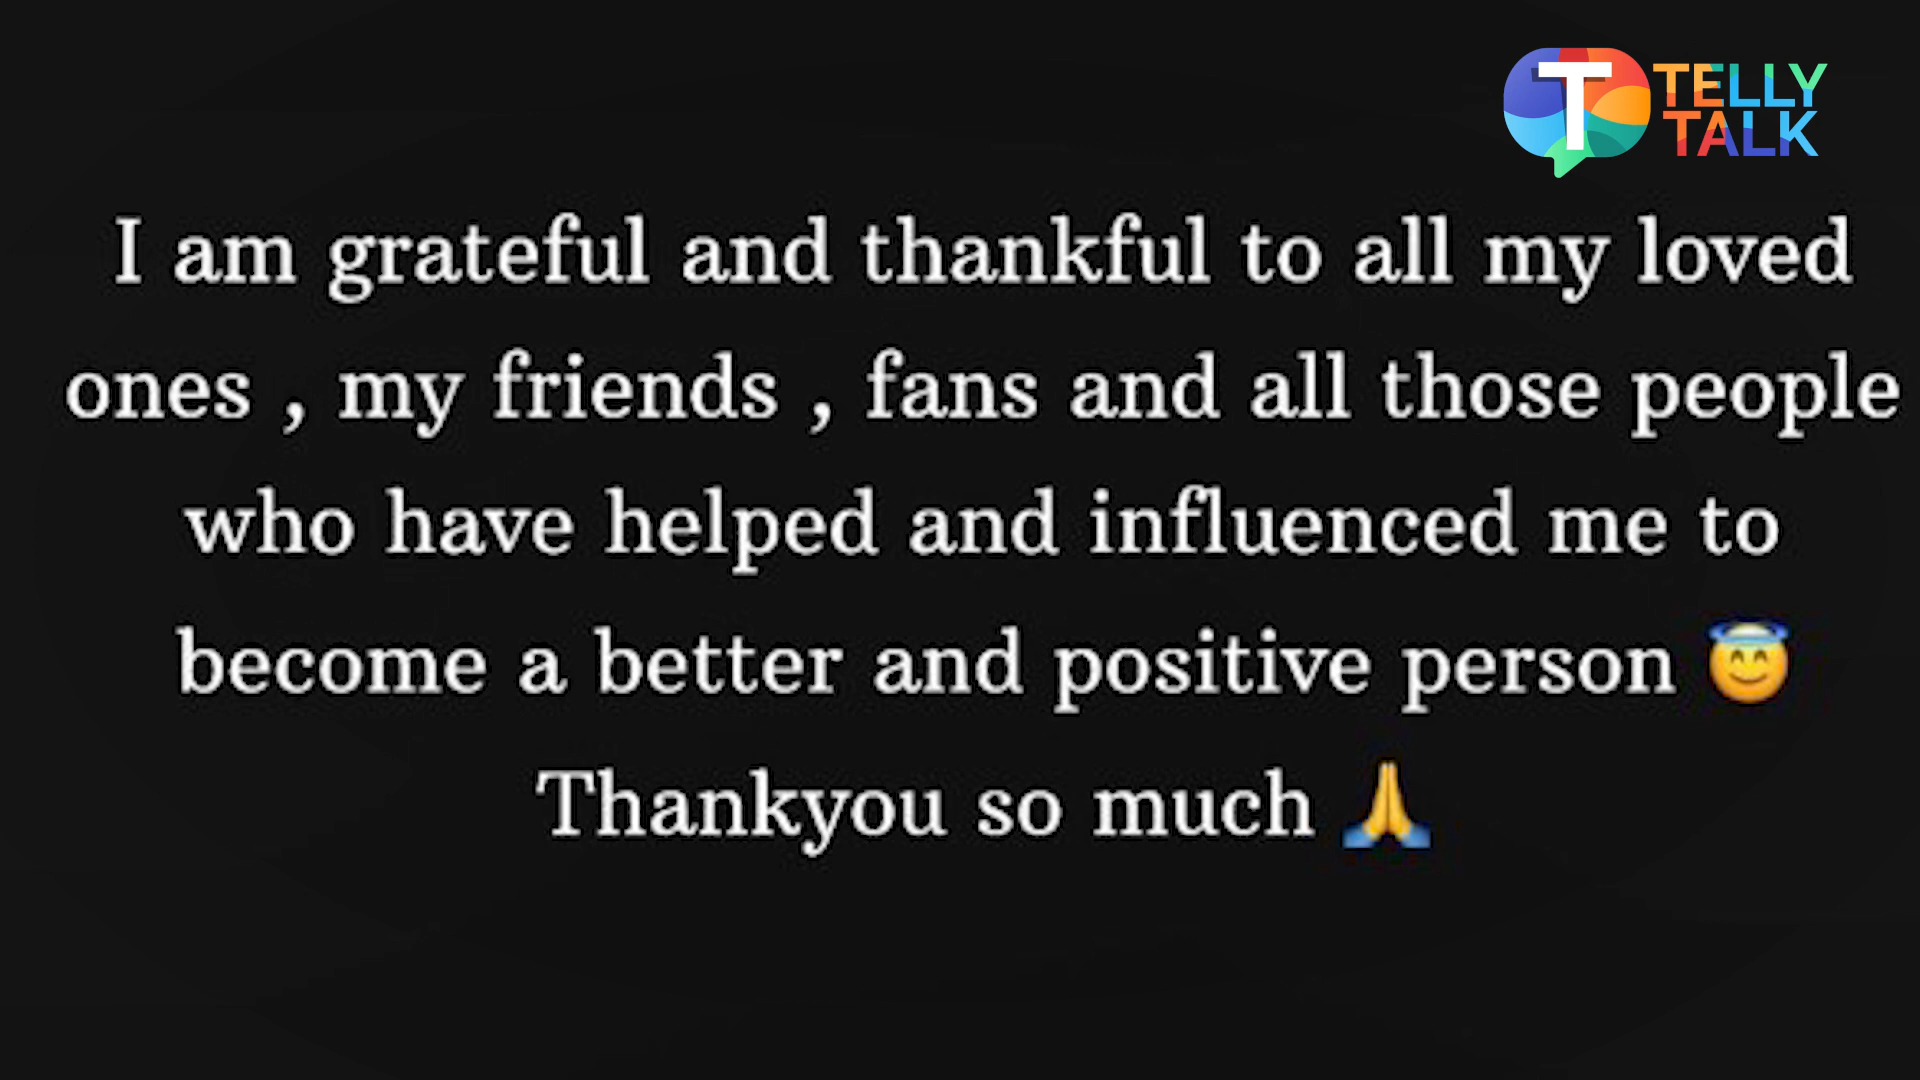 T TELLY
TALK
I am grateful and thankful to all my loved
ones , my friends , fans and all those people
who have helped and influenced me to
become a better and positive person 😇
Thankyou so much 🙏